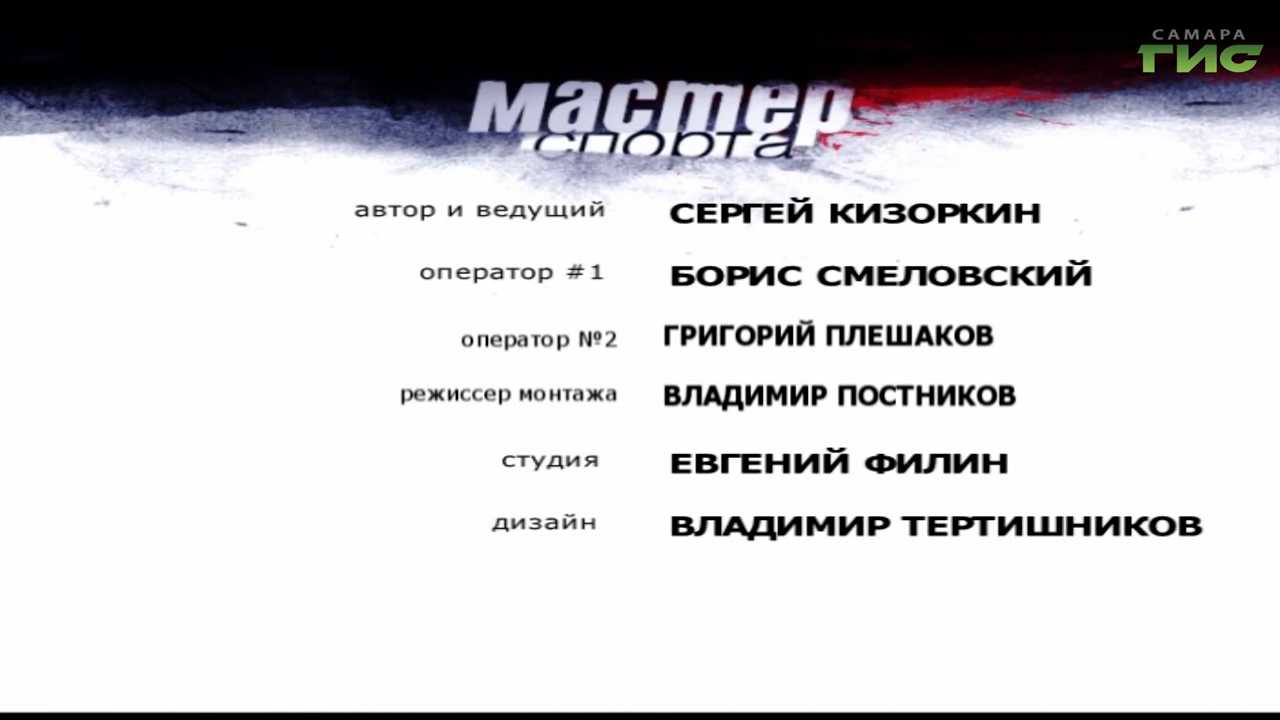 САМАРА
ГИС
мастер
спорта
автор и ведущий СЕРГЕЙ КИЗОРКИН
оператор #1 БОРИС СМЕЛОВСКИЙ
оператор №2 ГРИГОРИЙ ПЛЕШАКОВ
режиссер монтажа ВЛАДИМИР ПОСТНИКОВ
студия ЕВГЕНИЙ ФИЛИН
дизайн ВЛАДИМИР ТЕРТИШНИКОВ